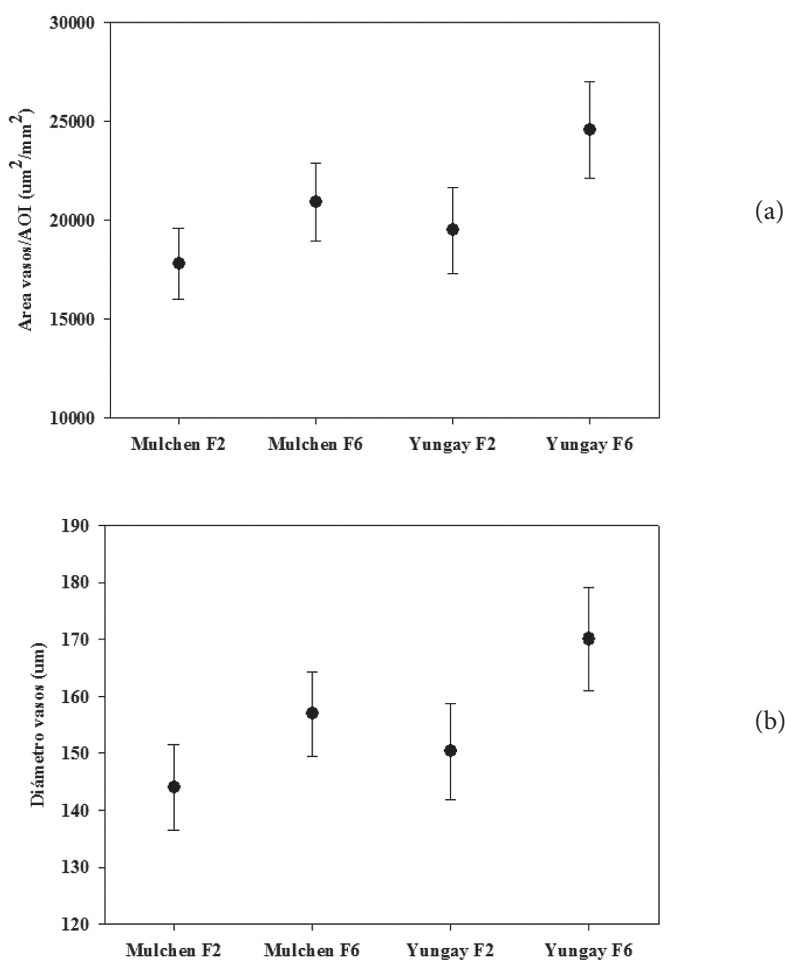 30000
25000
20000
15000
10000
Area vasos/AOI (um²/mm²)
Mulchen F2 Mulchen F6 Yungay F2 Yungay F6
(a)
190
180
170
160
150
140
130
120
Diámetro vasos (um)
Mulchen F2 Mulchen F6 Yungay F2 Yungay F6
(b)